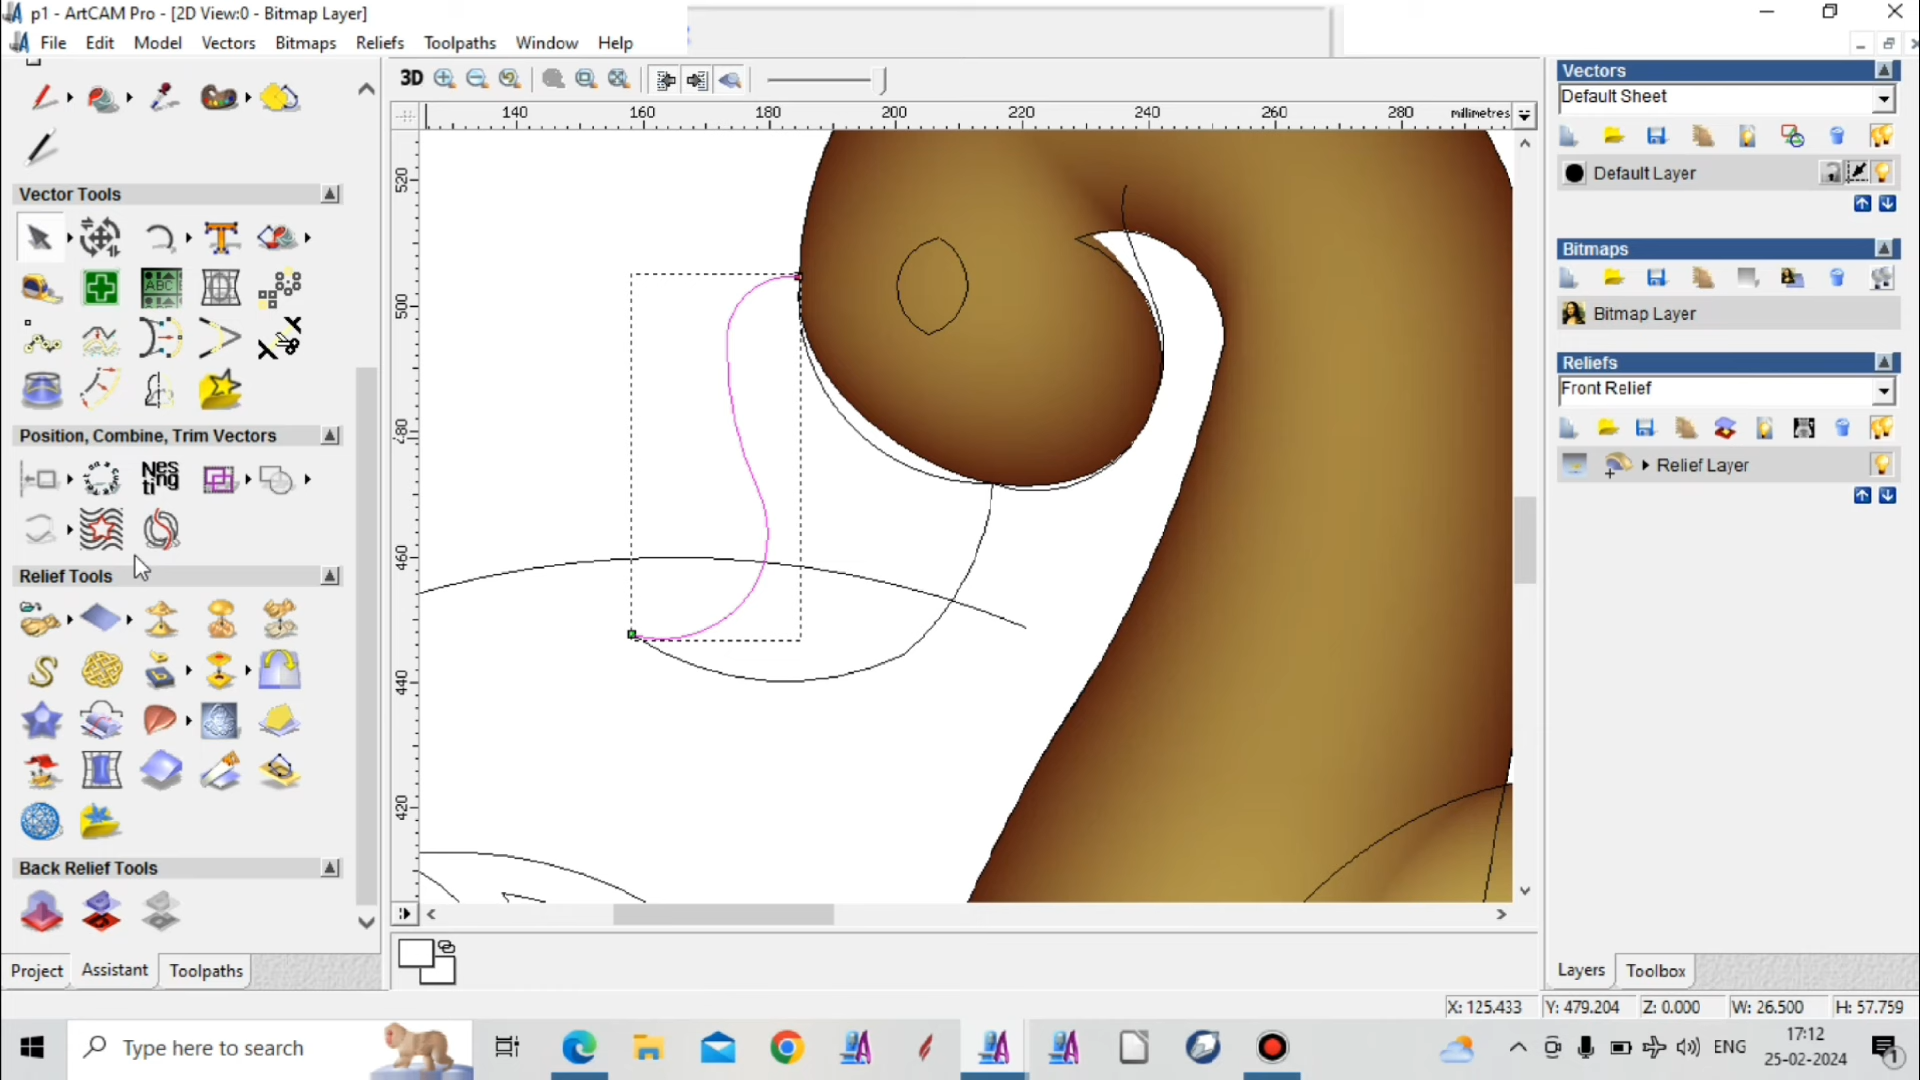 p1 - ArtCAM Pro - [2D View:0 - Bitmap Layer]
File Edit Model Vectors Bitmaps Reliefs Toolpaths Window Help
3D
140 160 180 200 220 240 260 280 millimetres
520
500
480
460
440
420
Vector Tools
ABC
Position, Combine, Trim Vectors
Nes
ting
Relief Tools
Back Relief Tools
Project Assistant Toolpaths
Vectors
Default Sheet
Default Layer
Bitmaps
Bitmap Layer
Reliefs
Front Relief
Relief Layer
Layers Toolbox
X: 125.433 Y: 479.204 Z: 0.000 W: 26.500 H: 57.759
Type here to search
ENG
17:12
25-02-2024
1